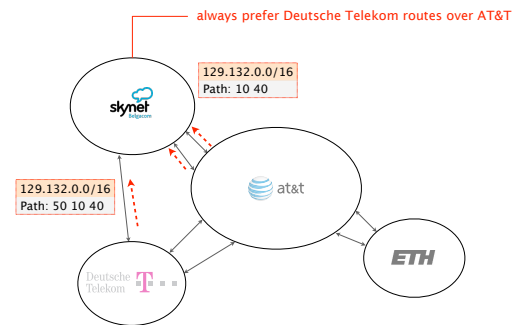 always prefer Deutsche Telekom routes over AT&T
129.132.0.0/16
Path: 10 40
skynet
Belgacom
at&t
129.132.0.0/16
Path: 50 10 40
ETH
Deutsche
Telekom
T